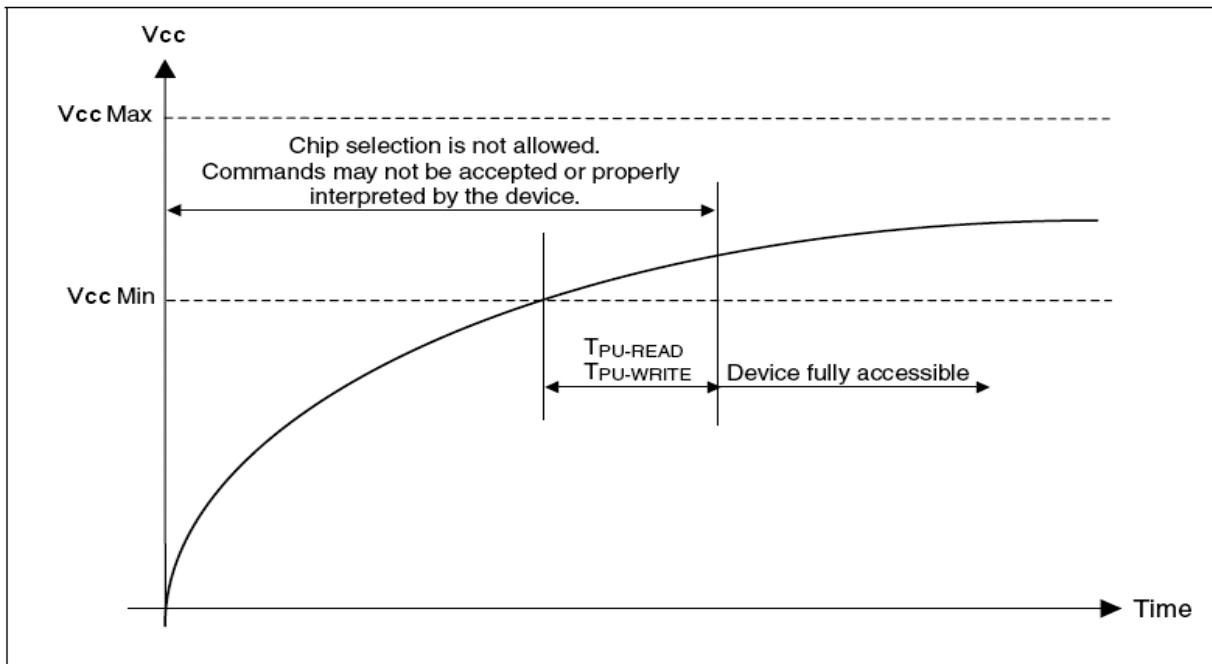 Vcc
Vcc Max
Chip selection is not allowed.
Commands may not be accepted or properly
interpreted by the device.
Vcc Min
TPU-READ
TPU-WRITE
Device fully accessible
Time